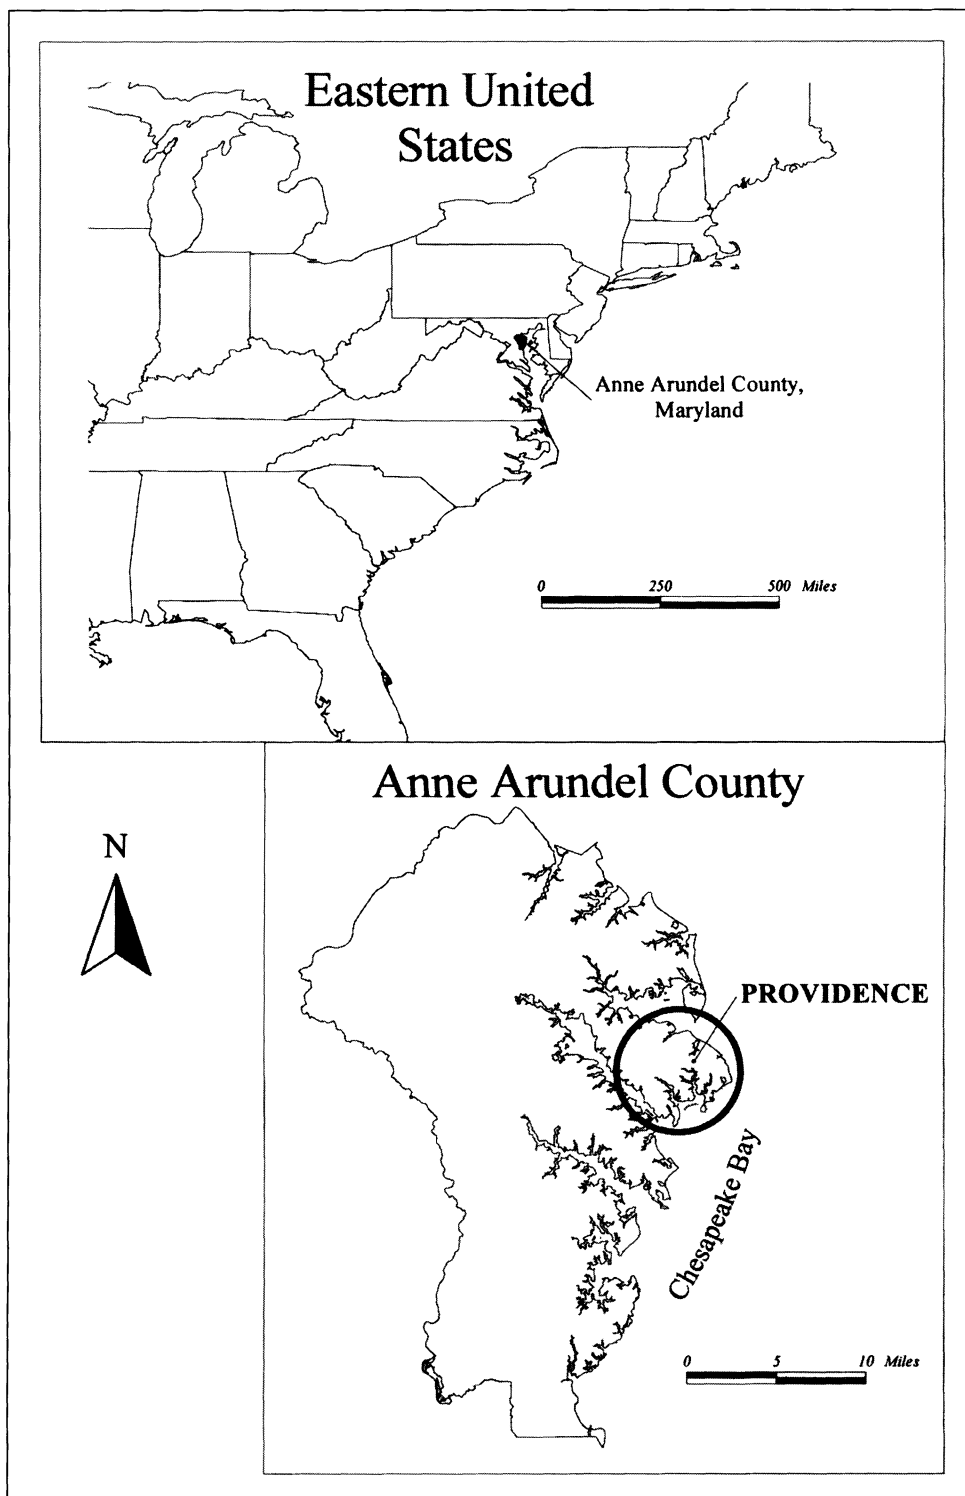 Eastern United
States
Anne Arundel County,
Maryland
0 250 500 Miles
Anne Arundel County
N
PROVIDENCE
Chesapeake Bay
0 5 10 Miles